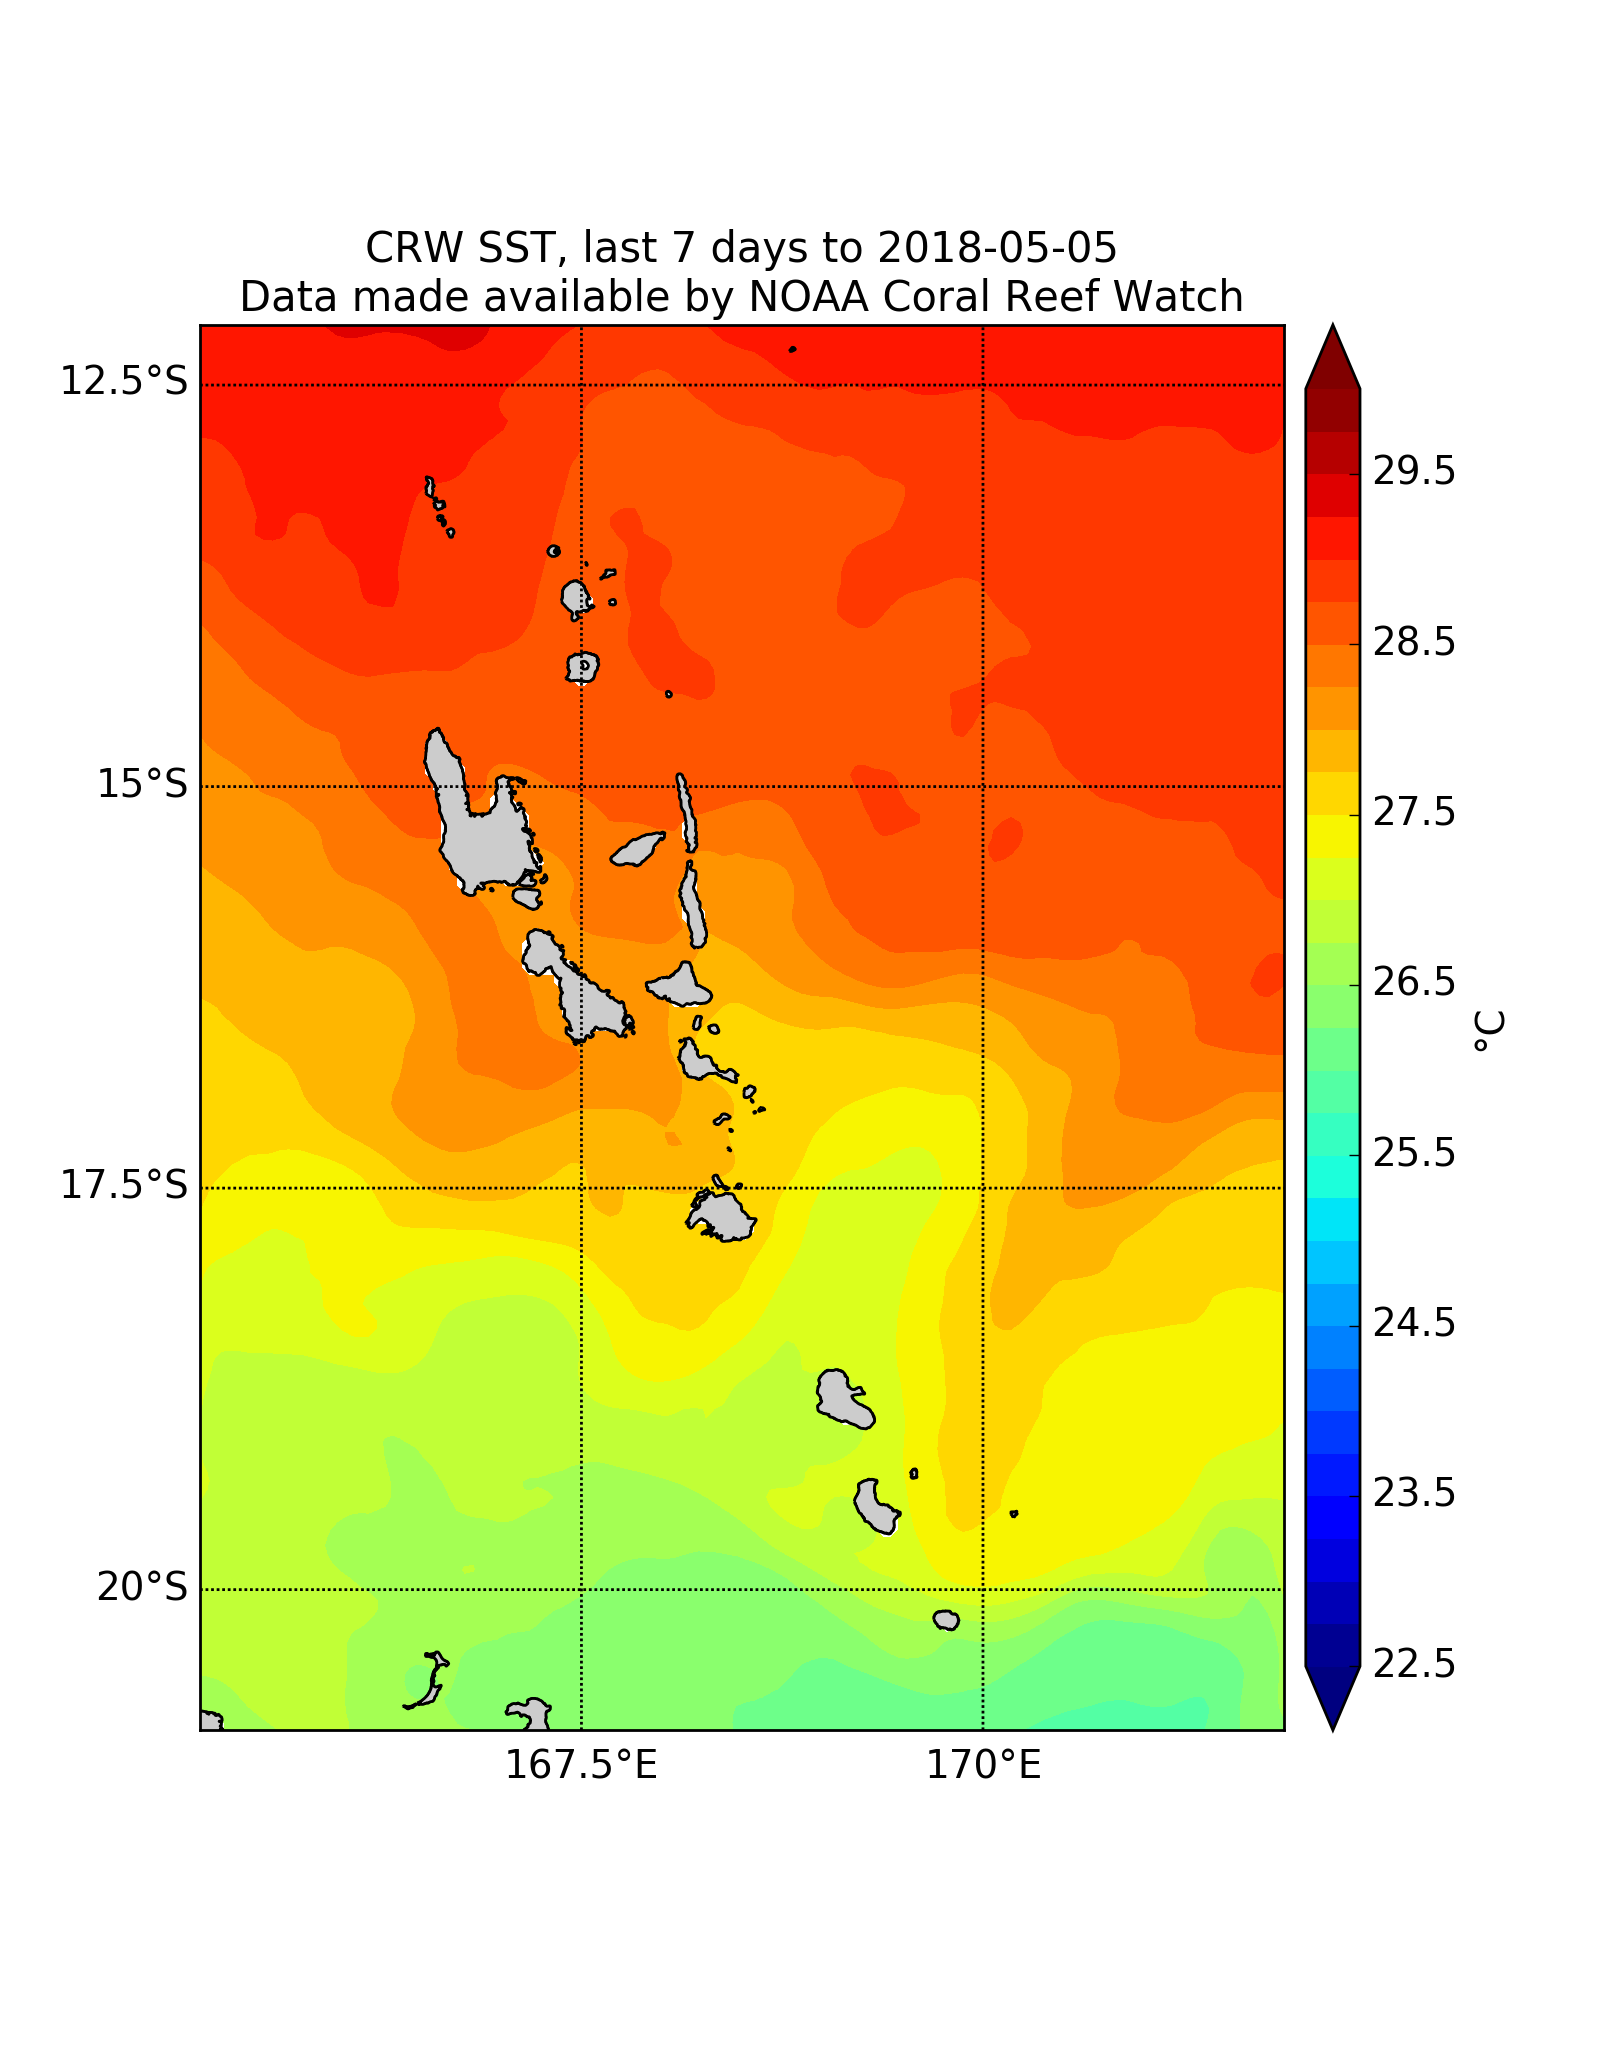 CRW SST, last 7 days to 2018-05-05
Data made available by NOAA Coral Reef Watch
12.5°S
15°S
17.5°S
20°S
167.5°E
170°E
29.5
28.5
27.5
26.5
25.5
24.5
23.5
22.5
°C